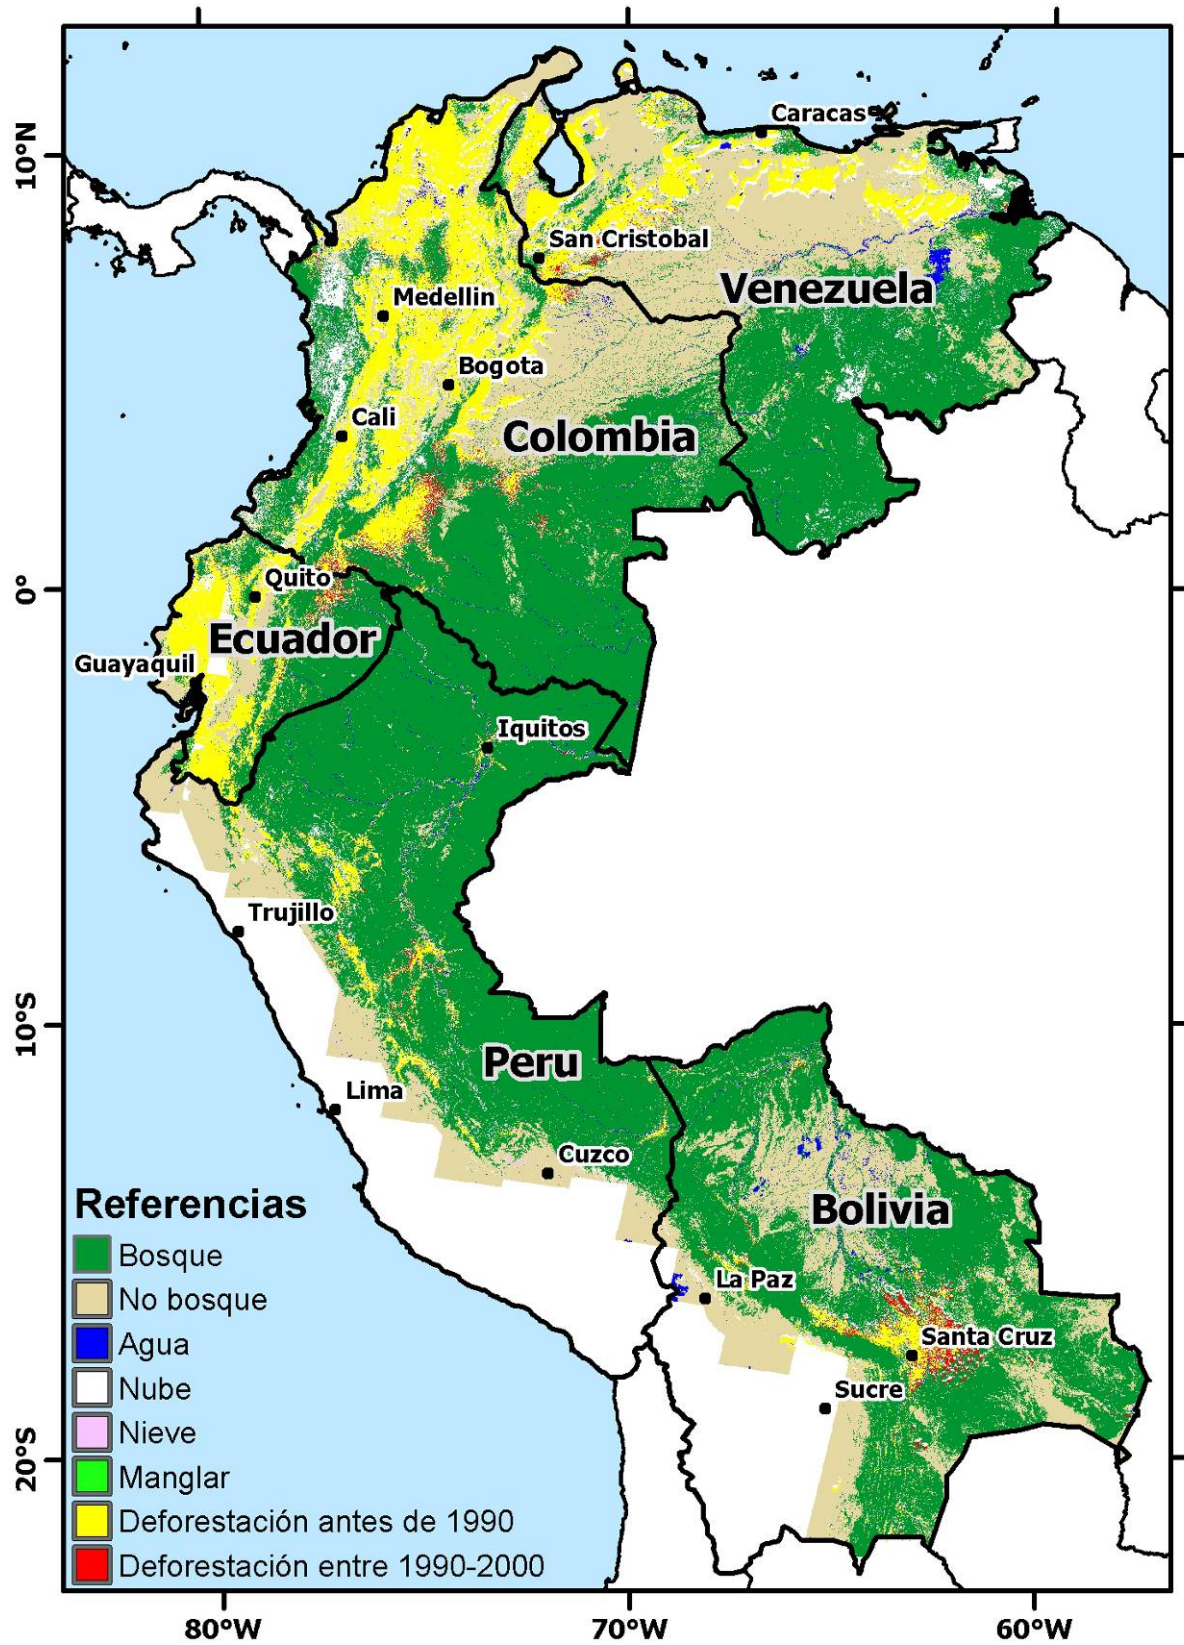 Caracas
10°N
San Cristobal
Venezuela
Medellin
Bogota
Cali
Colombia
Quito
0°
Ecuador
Guayaquil
Iquitos
Trujillo
10°S
Peru
Lima
Cuzco
Referencias
Bolivia
Bosque
La Paz
No bosque
Agua
Santa Cruz
Nube
Sucre
Nieve
20°S
Manglar
Deforestación antes de 1990
Deforestación entre 1990-2000
80°W
70°W
60°W